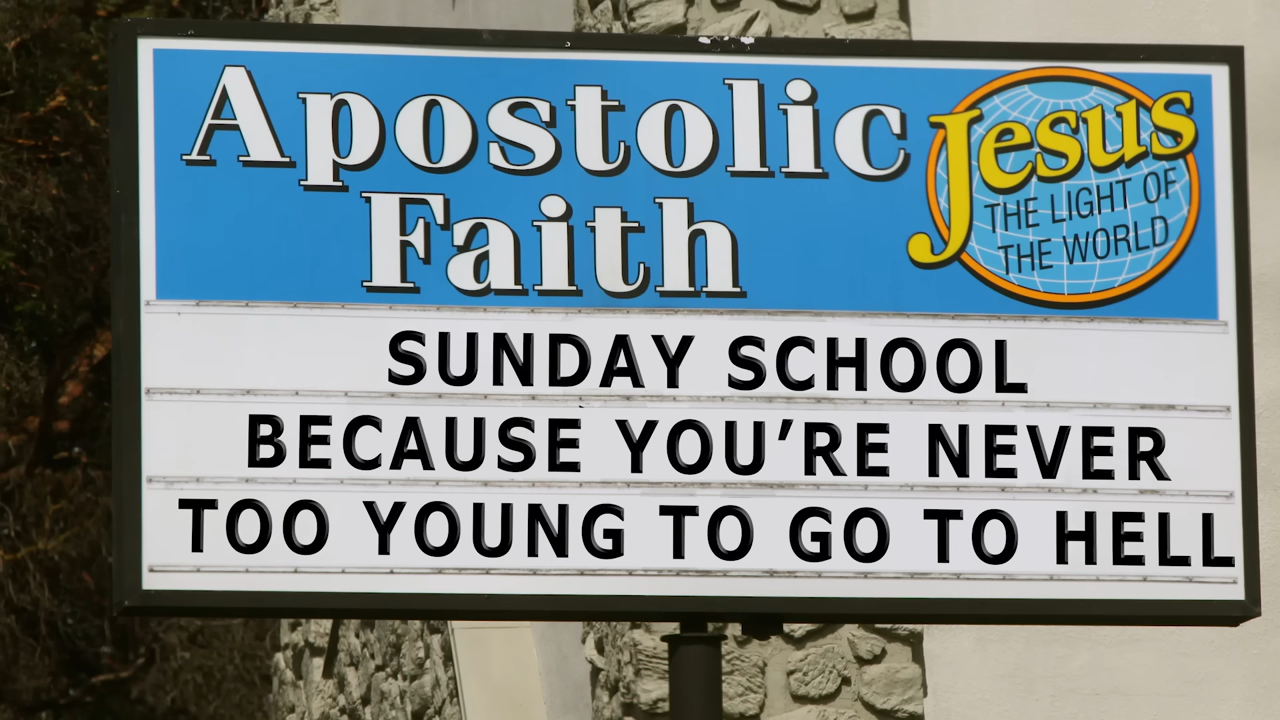 Apostolic
Faith
Jesus
THE LIGHT OF
THE WORLD
SUNDAY SCHOOL
BECAUSE YOU'RE NEVER
TOO YOUNG TO GO TO HELL